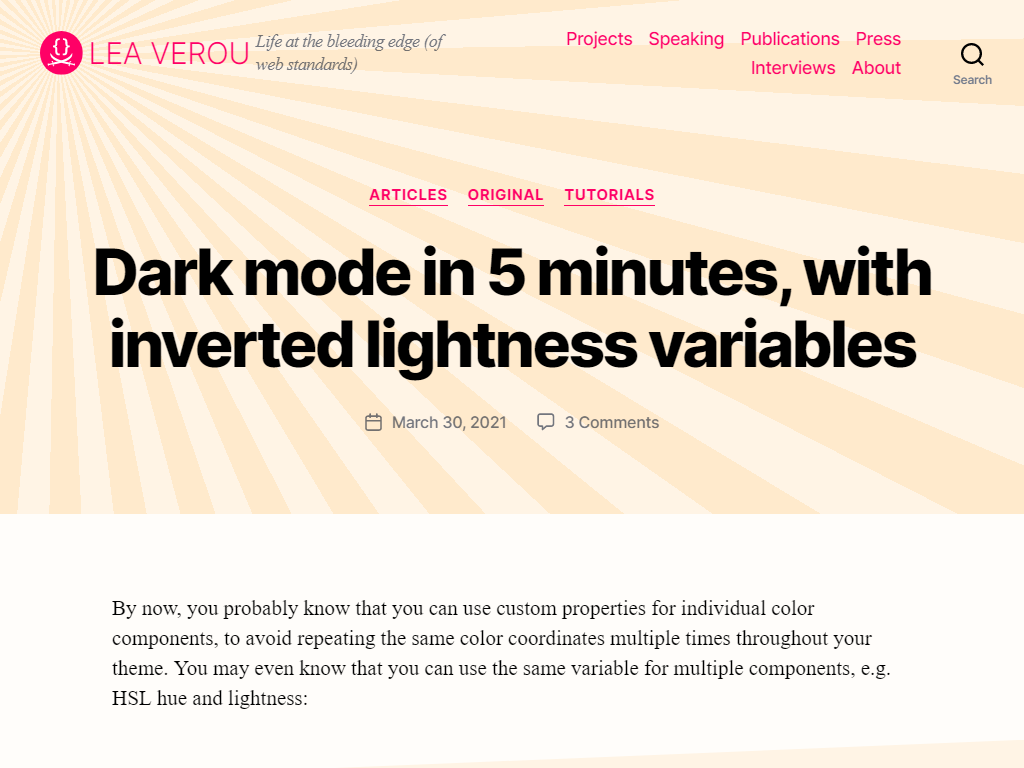 LEA VEROU
Life at the bleeding edge (of
web standards)
Projects Speaking Publications Press
Interviews About
Search
ARTICLES ORIGINAL TUTORIALS
Dark mode in 5 minutes, with
inverted lightness variables
March 30, 2021 3 Comments
By now, you probably know that you can use custom properties for individual color
components, to avoid repeating the same color coordinates multiple times throughout your
theme. You may even know that you can use the same variable for multiple components, e.g.
HSL hue and lightness: